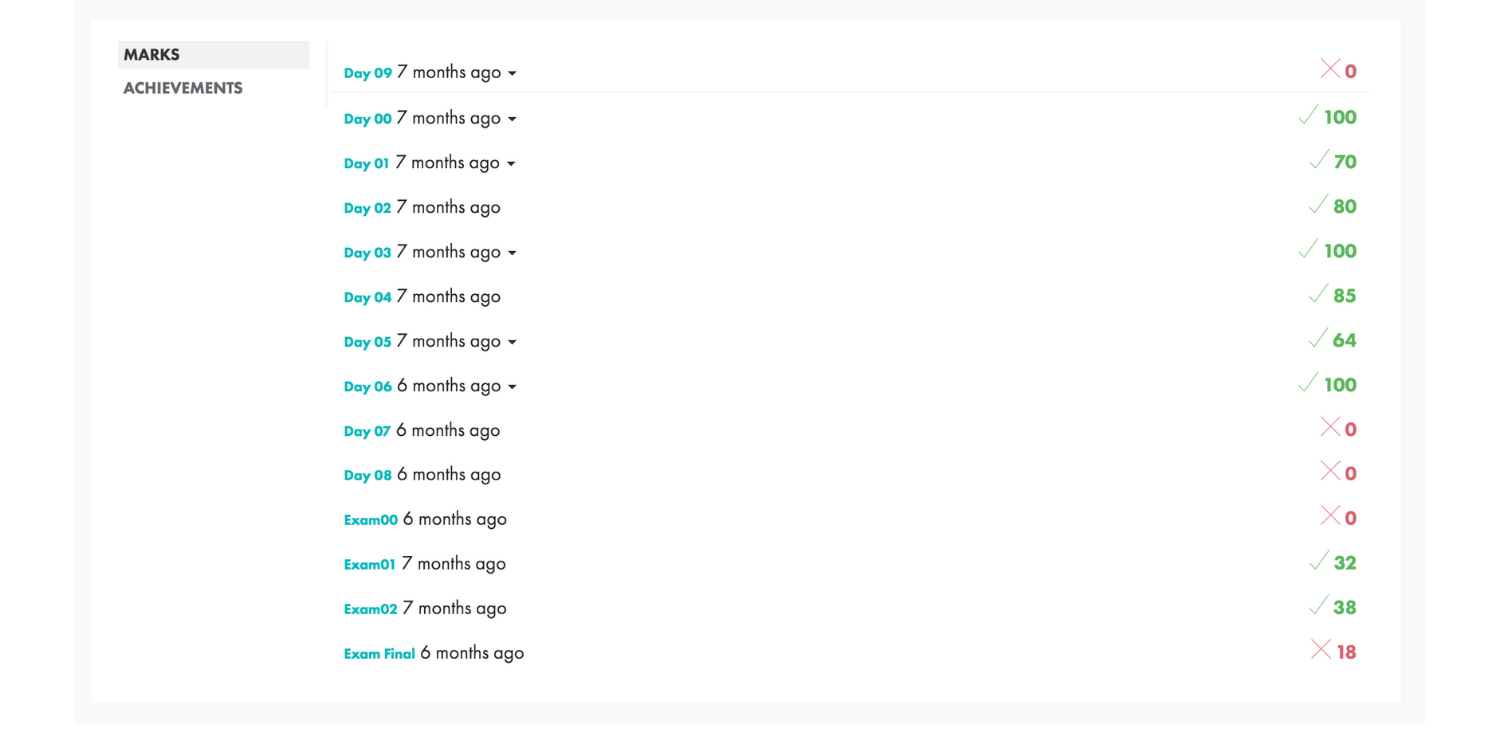 MARKS
ACHIEVEMENTS
Day 09 7 months ago 0
Day 00 7 months ago 100
Day 01 7 months ago 70
Day 02 7 months ago 80
Day 03 7 months ago 100
Day 04 7 months ago 85
Day 05 7 months ago 64
Day 06 6 months ago 100
Day 07 6 months ago 0
Day 08 6 months ago 0
Exam00 6 months ago 0
Exam01 7 months ago 32
Exam02 7 months ago 38
Exam Final 6 months ago 18